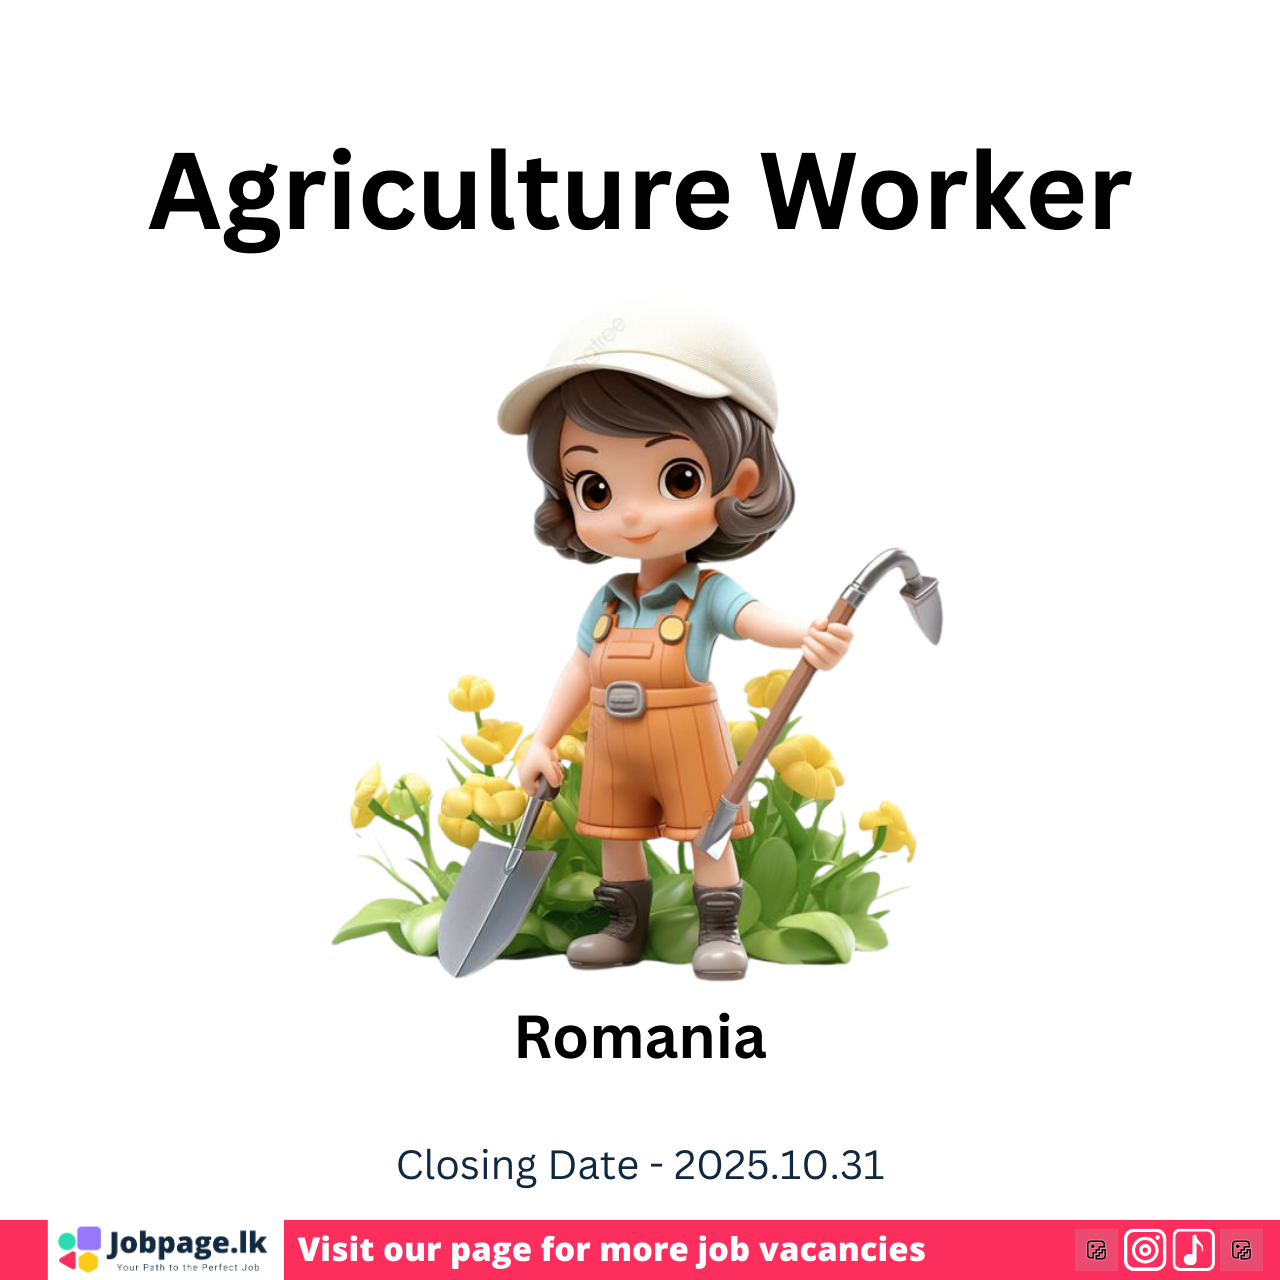 Agriculture Worker
Romania
Closing Date - 2025.10.31
Jobpage.lk
Your Path to the Perfect Job
Visit our page for more job vacancies